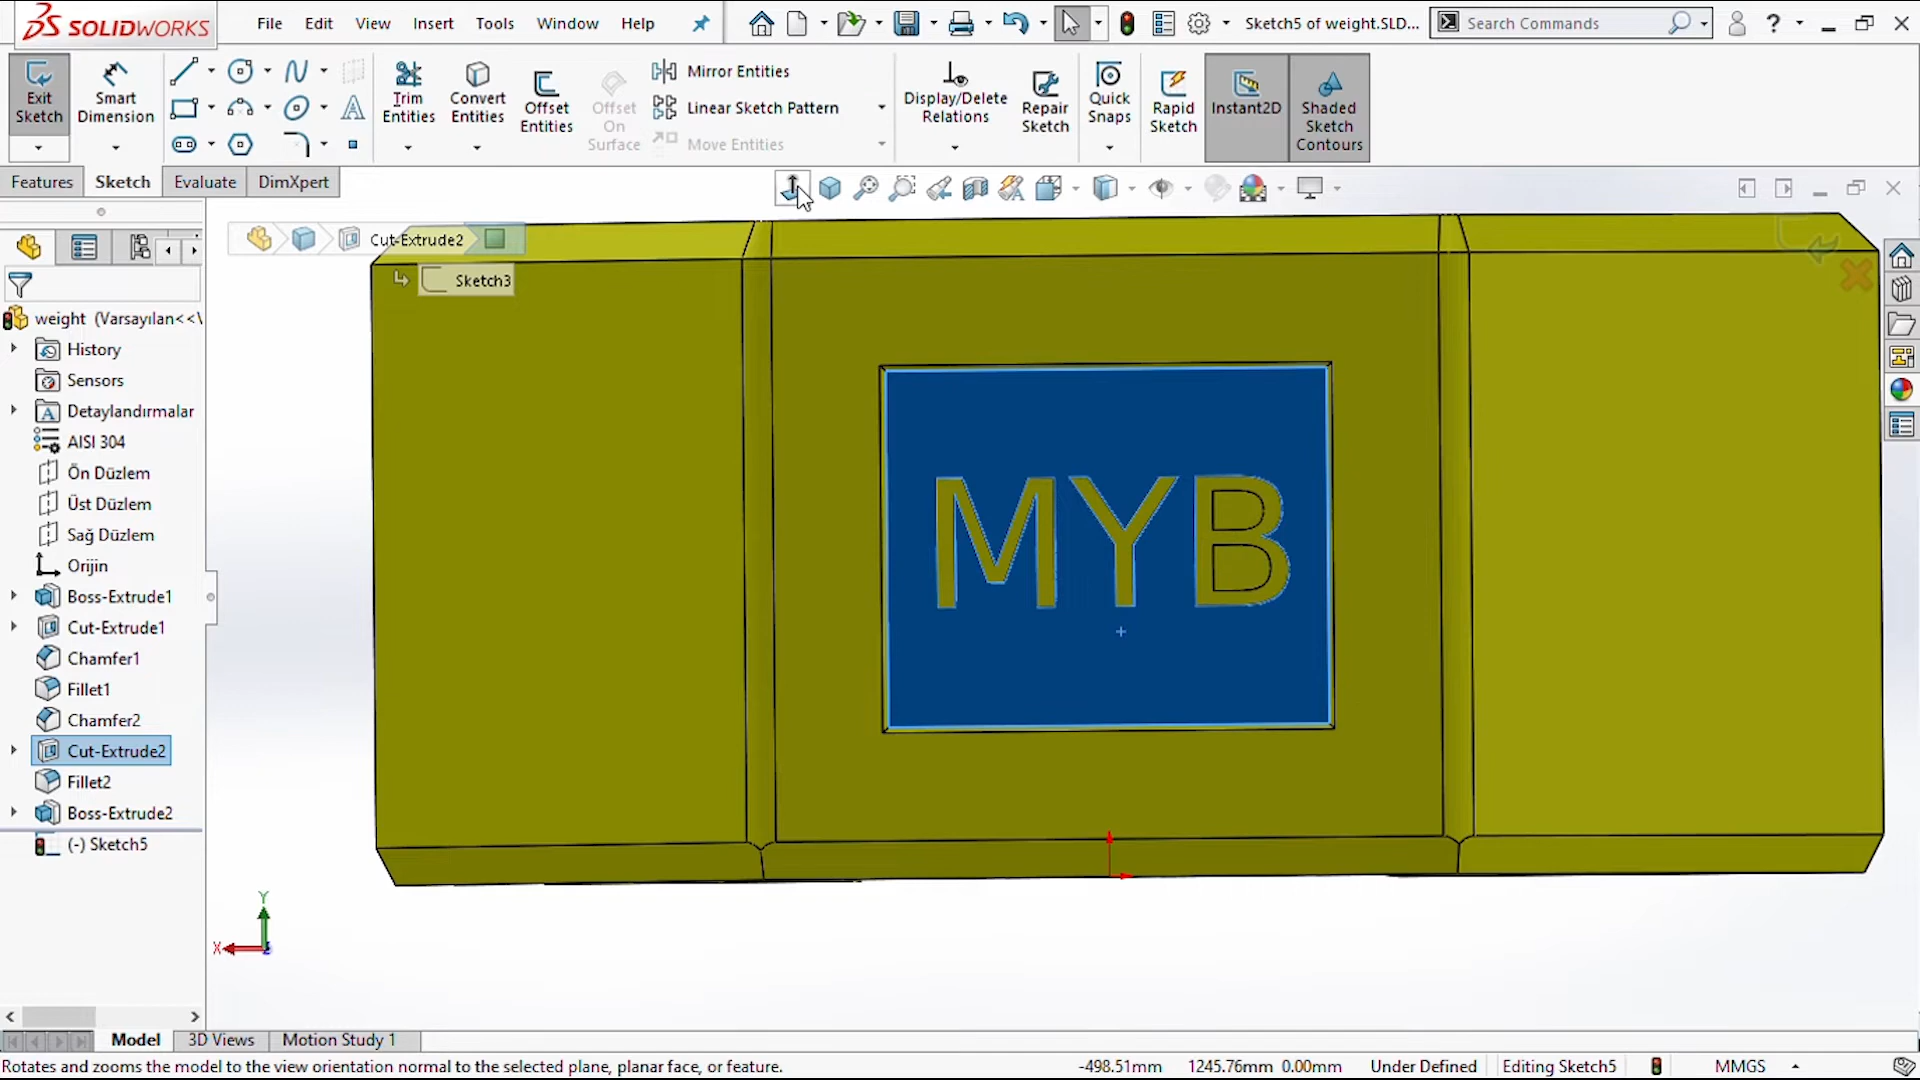 SOLIDWORKS
File Edit View Insert Tools Window Help
Sketch5 of weight.SLD...
Search Commands
Exit Sketch
Smart Dimension
Trim Entities
Convert Entities
Offset Entities
Offset On Surface
Mirror Entities
Linear Sketch Pattern
Move Entities
Display/Delete Relations
Repair Sketch
Quick Snaps
Rapid Sketch
Instant2D
Shaded Sketch Contours
Features Sketch Evaluate DimXpert
Cut-Extrude2
Sketch3
weight (Varsayılan<<
History
Sensors
Detaylandırmalar
AISI 304
Ön Düzlem
Üst Düzlem
Sağ Düzlem
Orijin
Boss-Extrude1
Cut-Extrude1
Chamfer1
Fillet1
Chamfer2
Cut-Extrude2
Fillet2
Boss-Extrude2
(-) Sketch5
MYB
Y
X
Model 3D Views Motion Study 1
Rotates and zooms the model to the view orientation normal to the selected plane, planar face, or feature.
-498.51mm 1245.76mm 0.00mm Under Defined Editing Sketch5 MMGS